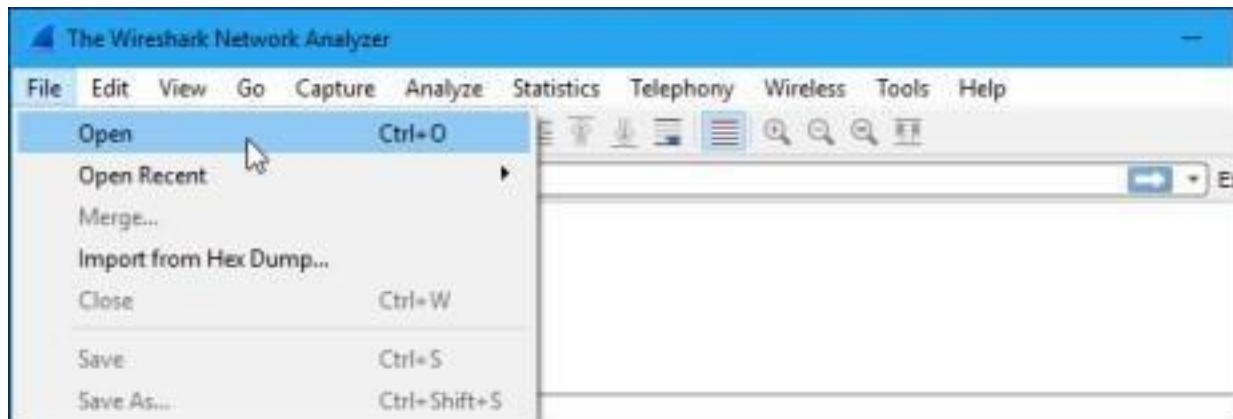 The Wireshark Network Analyzer
File Edit View Go Capture Analyze Statistics Telephony Wireless Tools Help
Open Ctrl+O
Open Recent
Merge...
Import from Hex Dump...
Close Ctrl+W
Save Ctrl+S
Save As... Ctrl+Shift+S